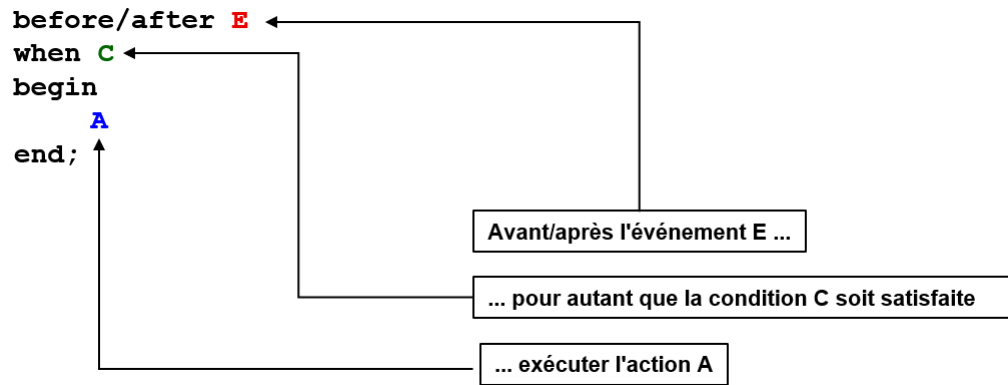 before/after E
when C
begin
A
end;
Avant/après l'événement E ...
... pour autant que la condition C soit satisfaite
... exécuter l'action A